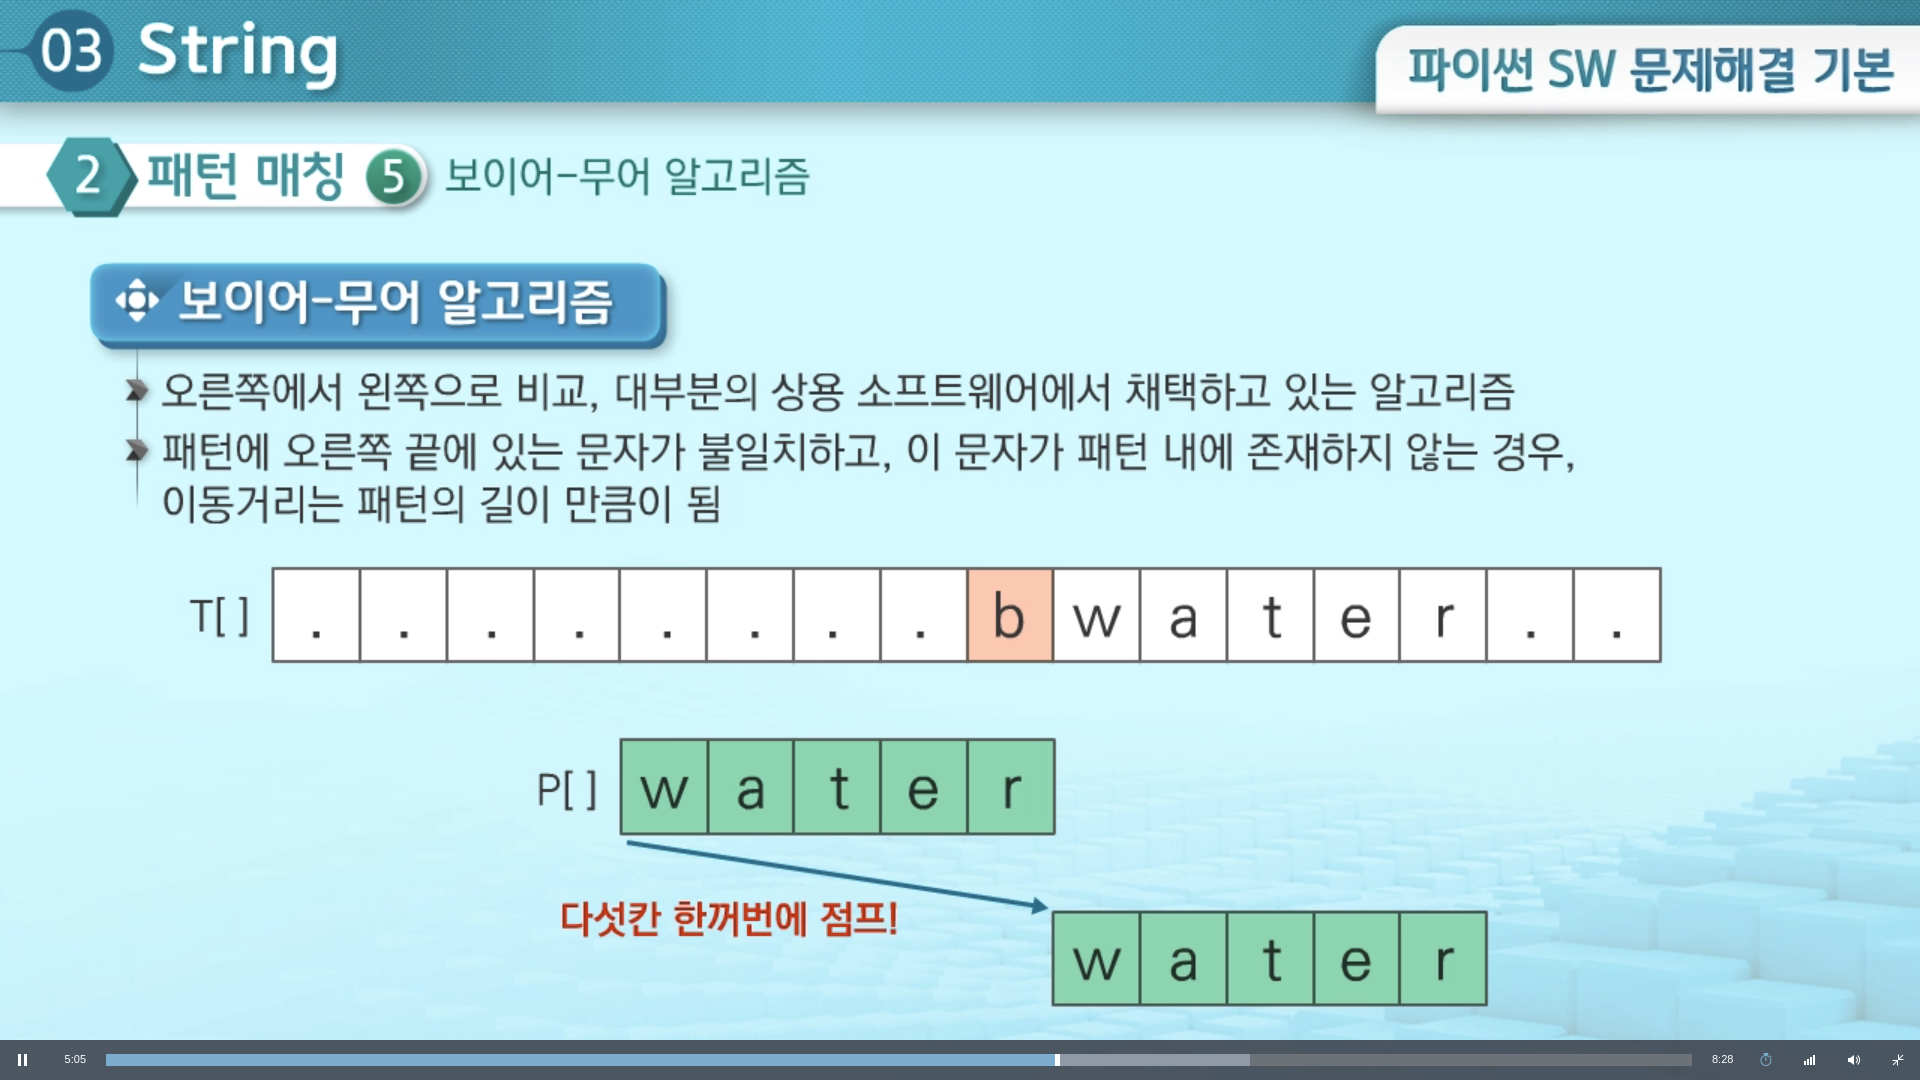 03 String
파이썬 SW 문제해결 기본
2 패턴 매칭 5 보이어-무어 알고리즘
보이어-무어 알고리즘
오른쪽에서 왼쪽으로 비교, 대부분의 상용 소프트웨어에서 채택하고 있는 알고리즘
패턴에 오른쪽 끝에 있는 문자가 불일치하고, 이 문자가 패턴 내에 존재하지 않는 경우,
이동거리는 패턴의 길이 만큼이 됨
T[ ] . . . . . . . . b w a t e r . .
P[ ] w a t e r
다섯칸 한꺼번에 점프!
w a t e r
5:05 8:28